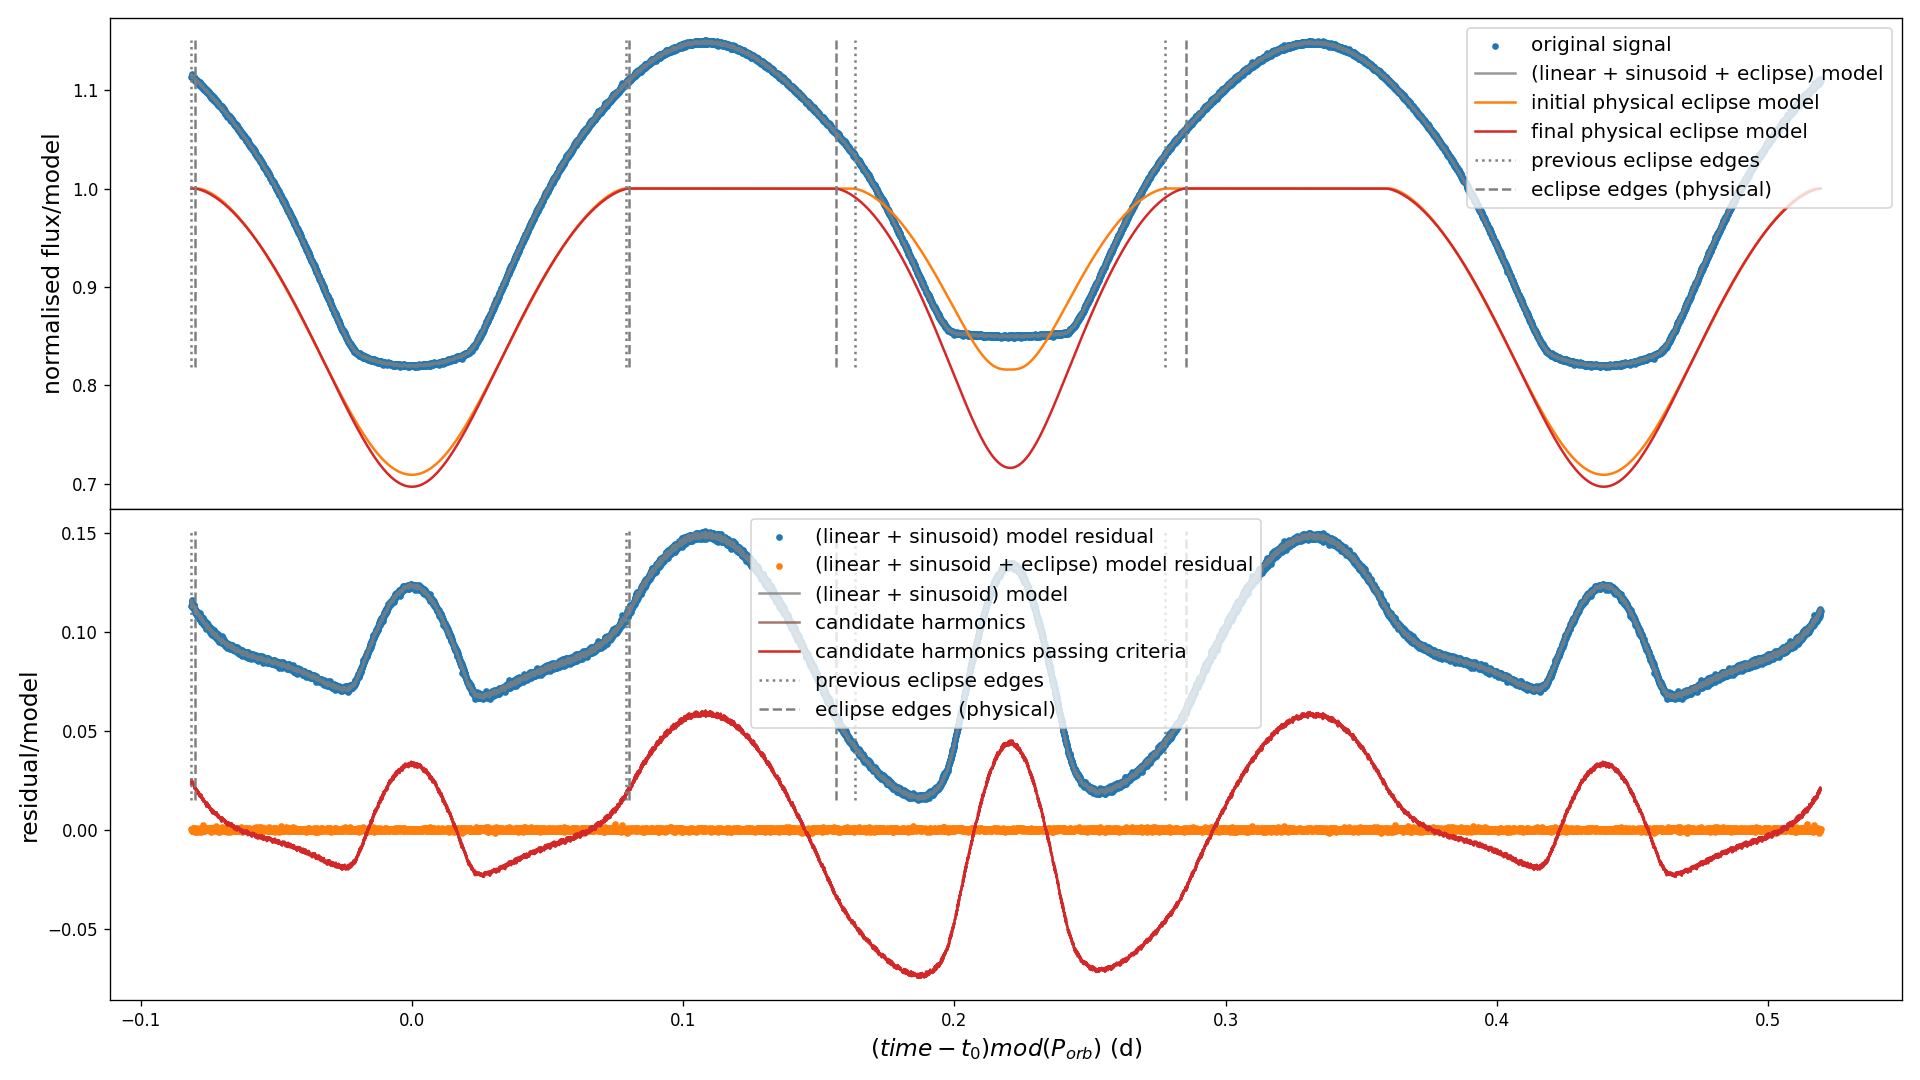 normalised flux/model
1.1
1.0
0.9
0.8
0.7
original signal
(linear + sinusoid + eclipse) model
initial physical eclipse model
final physical eclipse model
previous eclipse edges
eclipse edges (physical)
residual/model
0.15
0.10
0.05
0.00
−0.05
(linear + sinusoid) model residual
(linear + sinusoid + eclipse) model residual
(linear + sinusoid) model
candidate harmonics
candidate harmonics passing criteria
previous eclipse edges
eclipse edges (physical)
−0.1 0.0 0.1 0.2 0.3 0.4 0.5
(time − t₀)mod(P_orb) (d)